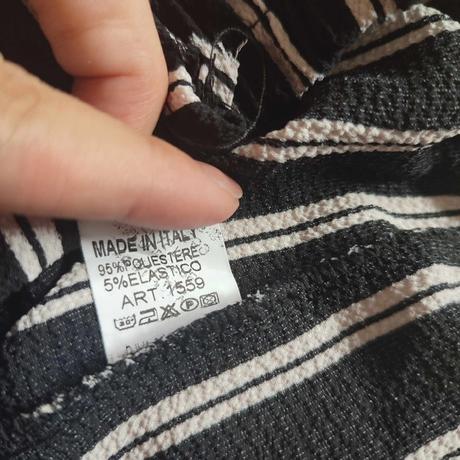 MADE IN ITALY
95% POLIESTERE
5% ELASTICO
ART. 1559